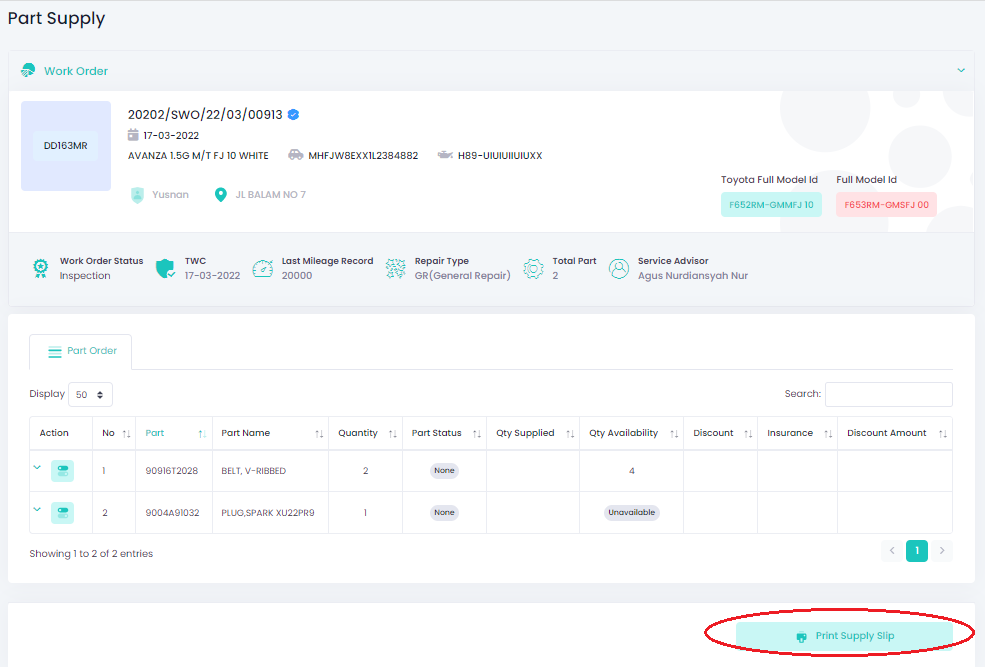 Part Supply
Work Order
DD163MR
20202/SWO/22/03/00913
17-03-2022
AVANZA 1.5G M/T FJ 10 WHITE MHFJW8EXX1L2384882 H89-UIUIUIIUIUXX
Yusnan JL BALAM NO 7
Toyota Full Model Id Full Model Id
F652RM-GMMFJ 10 F653RM-GMSFJ 00
Work Order Status TWC Last Mileage Record Repair Type Total Part Service Advisor
Inspection 17-03-2022 20000 GR(General Repair) 2 Agus Nurdiansyah Nur
Part Order
Display 50 Search:
Action No Part Part Name Quantity Part Status Qty Supplied Qty Availability Discount Insurance Discount Amount
1 90916T2028 BELT, V-RIBBED 2 None 4
2 9004A91032 PLUG,SPARK XU22PR9 1 None Unavailable
Showing 1 to 2 of 2 entries
1
Print Supply Slip